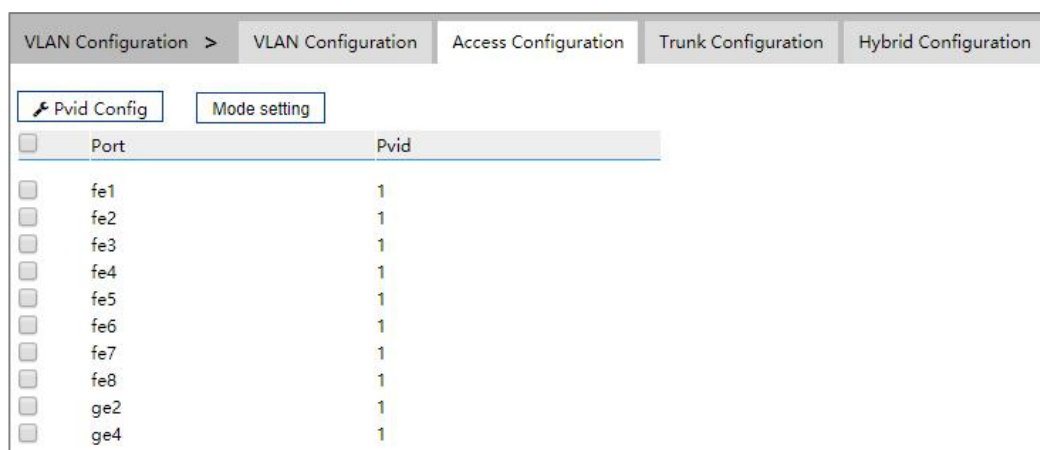 VLAN Configuration > VLAN Configuration Access Configuration Trunk Configuration Hybrid Configuration
Pvid Config Mode setting
Port Pvid
fe1 1
fe2 1
fe3 1
fe4 1
fe5 1
fe6 1
fe7 1
fe8 1
ge2 1
ge4 1